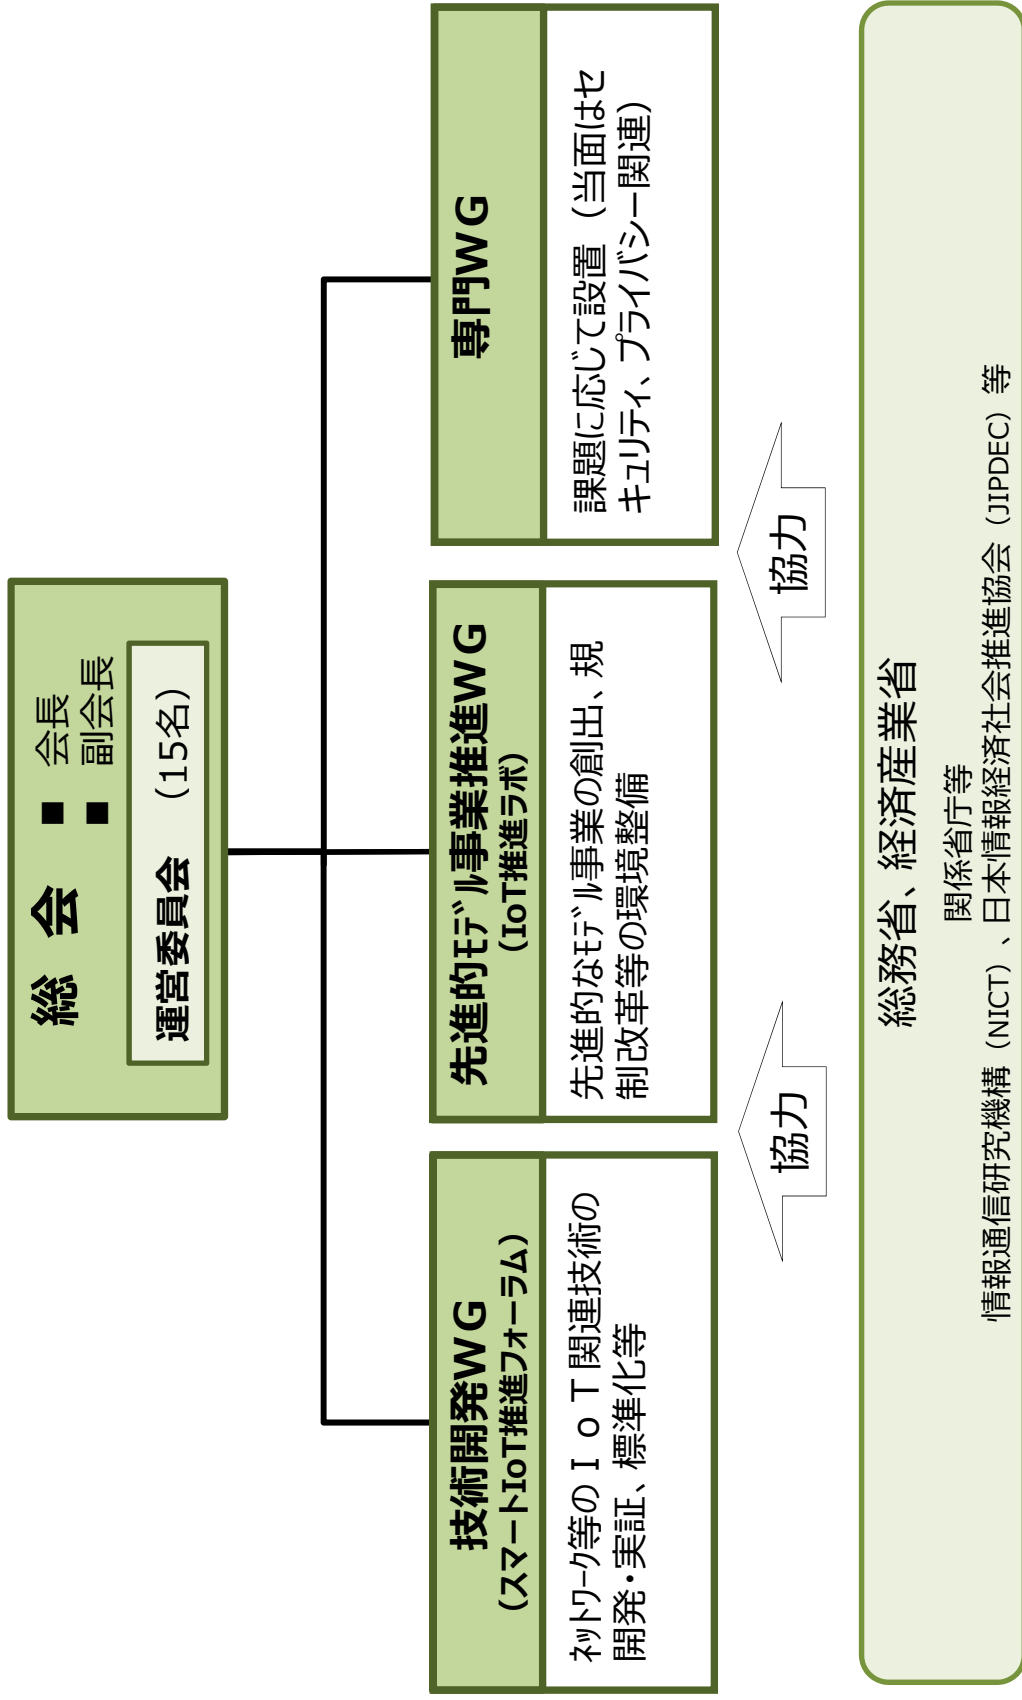 総 会
■ 会長
■ 副会長
運営委員会 (15名)
技術開発WG
(スマートIoT推進フォーラム)
ネットワーク等のＩｏＴ関連技術の
開発・実証、標準化等
先進的モデル事業推進WG
(IoT推進ラボ)
先進的なモデル事業の創出、規
制改革等の環境整備
専門WG
課題に応じて設置 (当面はセ
キュリティ、プライバシー関連)
協力
協力
総務省、経済産業省
関係省庁等
情報通信研究機構 (NICT) 、日本情報経済社会推進協会 (JIPDEC) 等